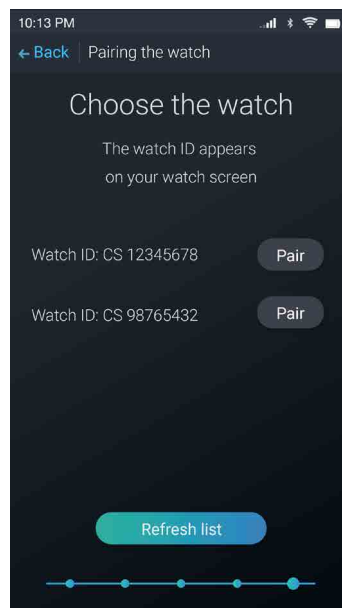 10:13 PM
← Back | Pairing the watch
Choose the watch
The watch ID appears
on your watch screen
Watch ID: CS 12345678 Pair
Watch ID: CS 98765432 Pair
Refresh list